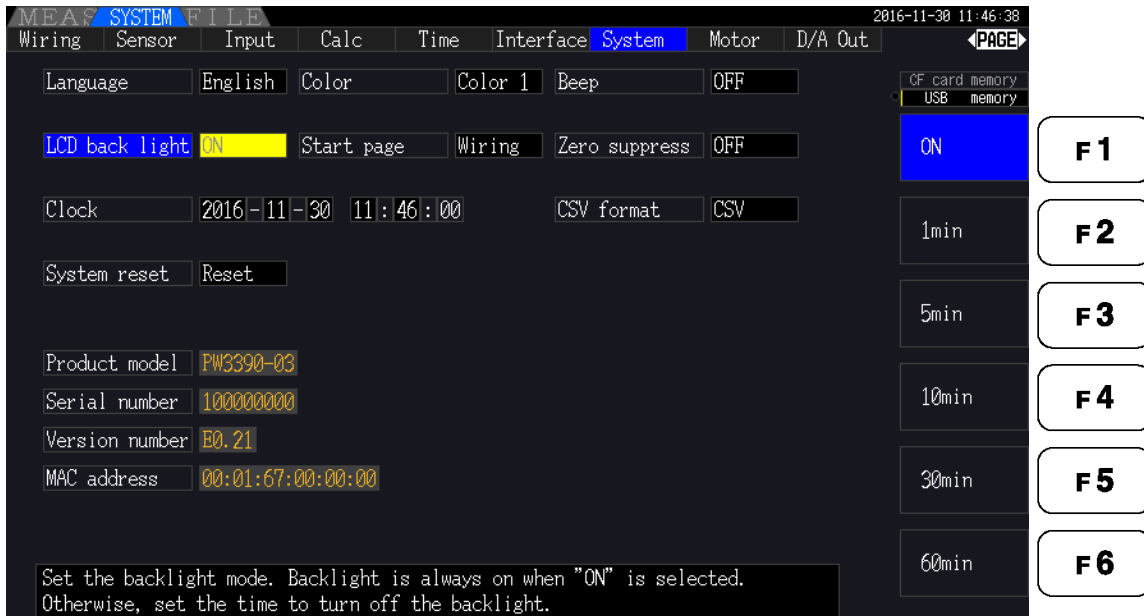 MEAS SYSTEM FILE 2016-11-30 11:46:38
Wiring Sensor Input Calc Time Interface System Motor D/A Out PAGE
Language English Color Color 1 Beep OFF
CF card memory
USB memory
LCD back light ON Start page Wiring Zero suppress OFF
ON F1
Clock 2016-11-30 11:46:00 CSV format CSV
1min F2
System reset Reset
5min F3
Product model PW3390-03
Serial number 100000000
10min F4
Version number E0.21
MAC address 00:01:67:00:00:00
30min F5
60min F6
Set the backlight mode. Backlight is always on when "ON" is selected.
Otherwise, set the time to turn off the backlight.